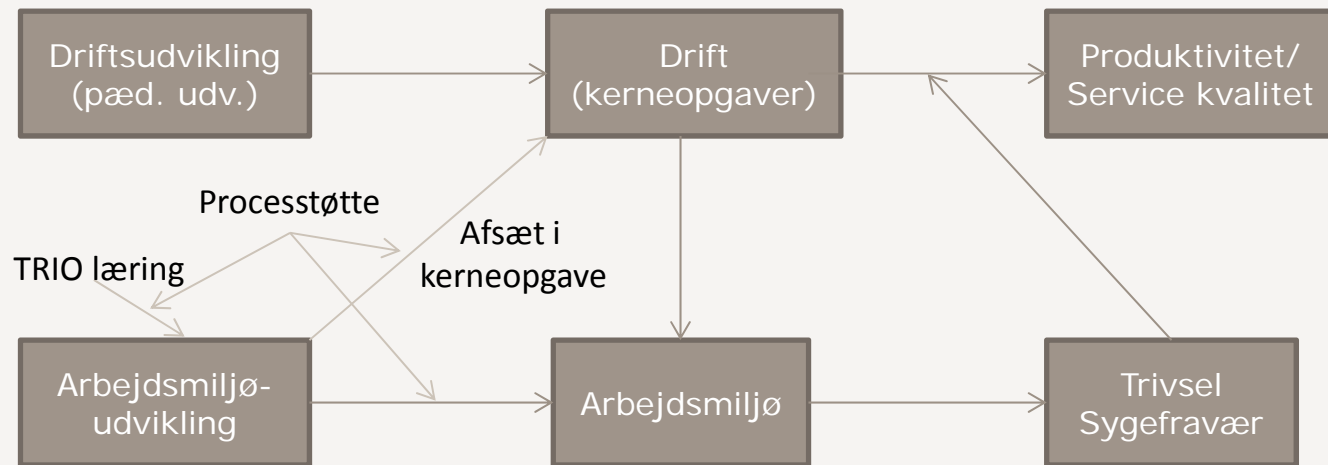 Driftsudvikling
(pæd. udv.)
Drift
(kerneopgaver)
Produktivitet/
Service kvalitet
Processtøtte
Afsæt i
kerneopgave
TRIO læring
Arbejdsmiljø-
udvikling
Arbejdsmiljø
Trivsel
Sygefravær